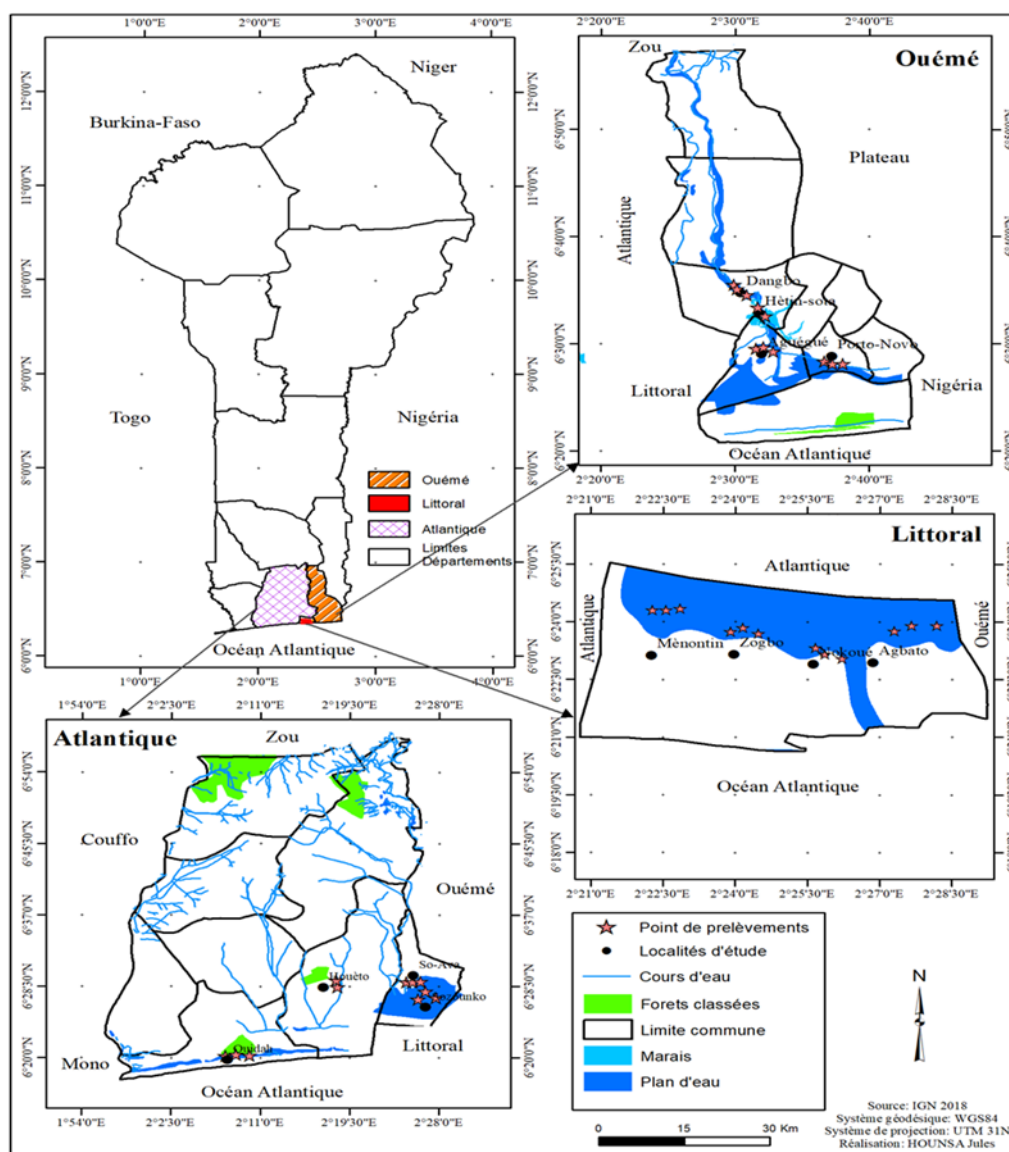 1°0'0"E 2°0'0"E 3°0'0"E 4°0'0"E
Niger
Burkina-Faso
Togo
Nigéria
Ouémé
Littoral
Atlantique
Limites
Départements
Océan Atlantique
12°0'0"N
11°0'0"N
10°0'0"N
9°0'0"N
8°0'0"N
7°0'0"N
6°0'0"N
1°0'0"E 2°0'0"E 3°0'0"E 4°0'0"E
2°20'0"E 2°30'0"E 2°40'0"E
Zou
Ouémé
Plateau
Atlantique
Dangbo
Porto-Novo
Littoral
Nigéria
Océan Atlantique
6°50'0"N
6°40'0"N
6°30'0"N
6°20'0"N
2°20'0"E 2°30'0"E 2°40'0"E
2°21'0"E 2°22'30"E 2°24'0"E 2°25'30"E 2°27'0"E 2°28'30"E
Littoral
Atlantique
Atlantique
Ouémé
Mènontin
Zogbo
Agbato
Océan Atlantique
6°25'30"N
6°24'0"N
6°22'30"N
6°21'0"N
6°19'30"N
6°18'0"N
2°21'0"E 2°22'30"E 2°24'0"E 2°25'30"E 2°27'0"E 2°28'30"E
1°54'0"E 2°2'30"E 2°11'0"E 2°19'30"E 2°28'0"E
Atlantique
Zou
Couffo
Ouémé
Houèto
Ouidah
Mono
Littoral
Océan Atlantique
6°54'0"N
6°45'30"N
6°37'0"N
6°28'30"N
6°20'0"N
1°54'0"E 2°2'30"E 2°11'0"E 2°19'30"E 2°28'0"E
Point de prelèvements
Localités d'étude
Cours d'eau
Forets classées
Limite commune
Marais
Plan d'eau
N
0 15 30 Km
Source: IGN 2018
Système géodésique: WGS84
Système de projection: UTM 31N
Réalisation: HOUNSA Jules